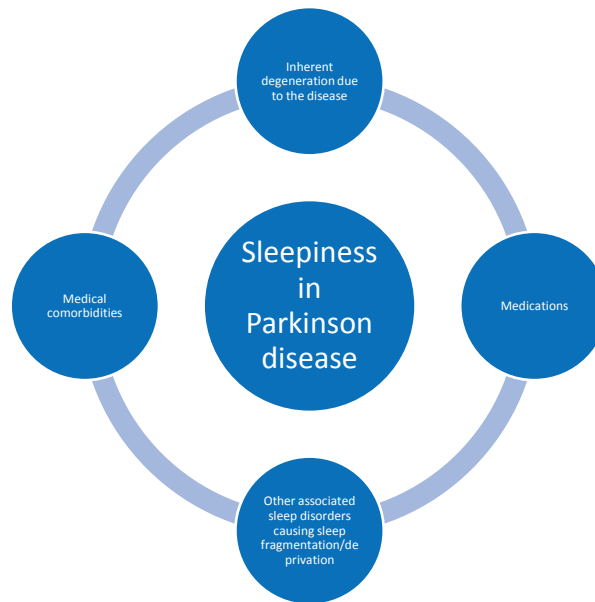 Inherent
degeneration due
to the disease
Sleepiness
in
Parkinson
disease
Medical
comorbidities
Medications
Other associated
sleep disorders
causing sleep
fragmentation/de
privation